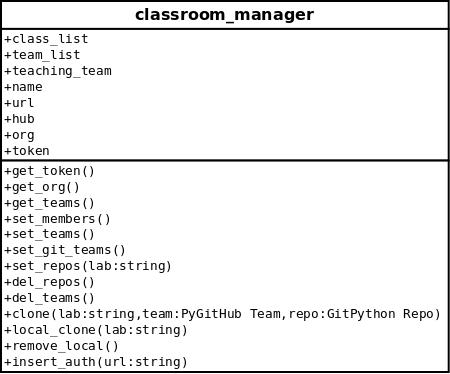 classroom_manager
+class_list
+team_list
+teaching_team
+name
+url
+hub
+org
+token
+get_token()
+get_org()
+get_teams()
+set_members()
+set_teams()
+set_git_teams()
+set_repos(lab:string)
+del_repos()
+del_teams()
+clone(lab:string,team:PyGitHub Team,repo:GitPython Repo)
+local_clone(lab:string)
+remove_local()
+insert_auth(url:string)